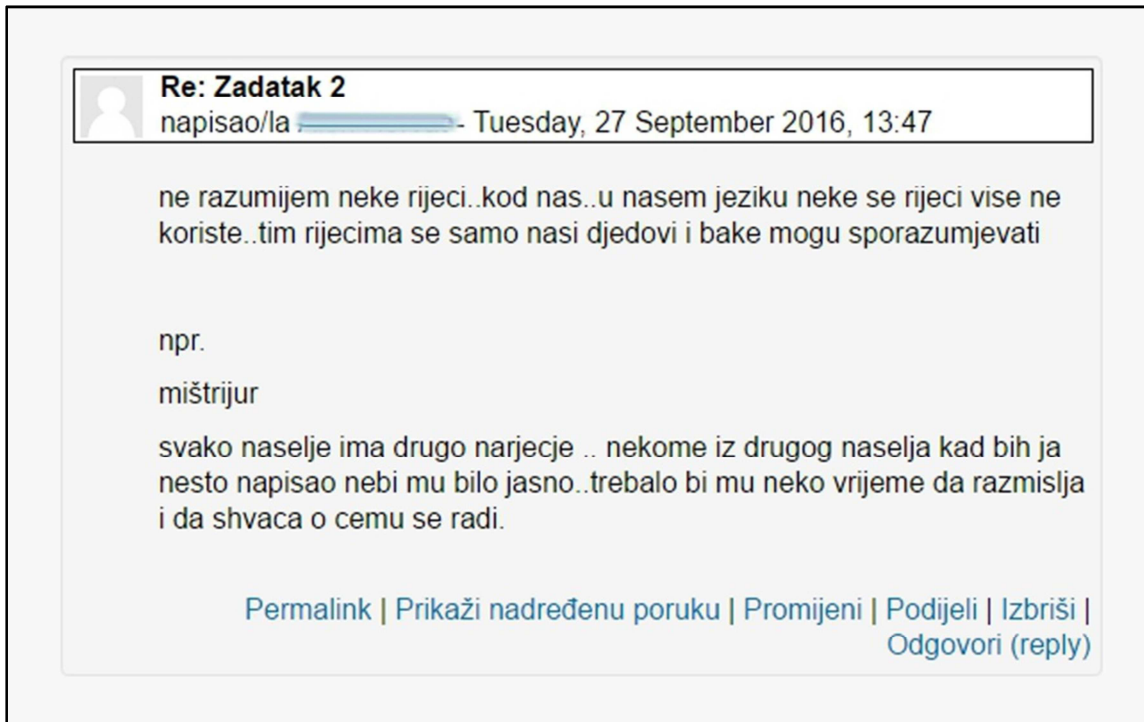 Re: Zadatak 2
napisao/la - Tuesday, 27 September 2016, 13:47
ne razumijem neke rijeci..kod nas..u nasem jeziku neke se rijeci vise ne
koriste..tim rijecima se samo nasi djedovi i bake mogu sporazumjevati
npr.
mištrijur
svako naselje ima drugo narjecje .. nekome iz drugog naselja kad bih ja
nesto napisao nebi mu bilo jasno..trebalo bi mu neko vrijeme da razmislja
i da shvaca o cemu se radi.
Permalink | Prikaži nadređenu poruku | Promijeni | Podijeli | Izbriši |
Odgovori (reply)